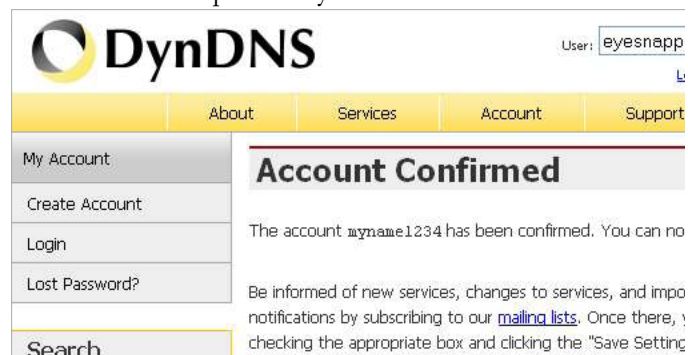 DynDNS
User: eyesnapp
About Services Account Support
My Account
Create Account
Login
Lost Password?
Search
Account Confirmed
The account myname1234 has been confirmed. You can no
Be informed of new services, changes to services, and impo
notifications by subscribing to our mailing lists. Once there,
checking the appropriate box and clicking the "Save Setting